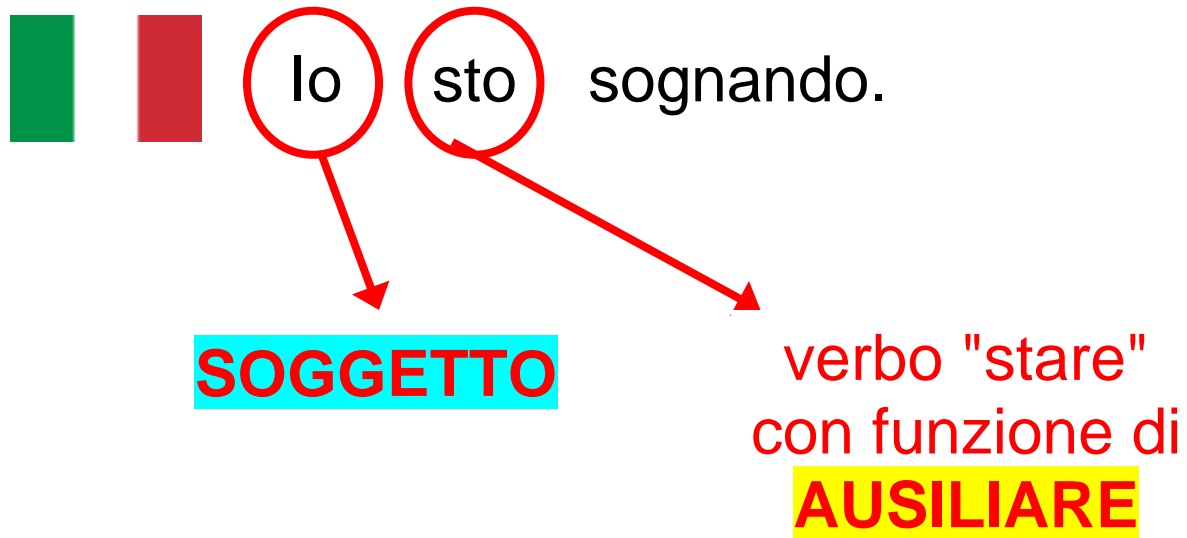 Io sto sognando.
SOGGETTO
verbo "stare"
con funzione di
AUSILIARE